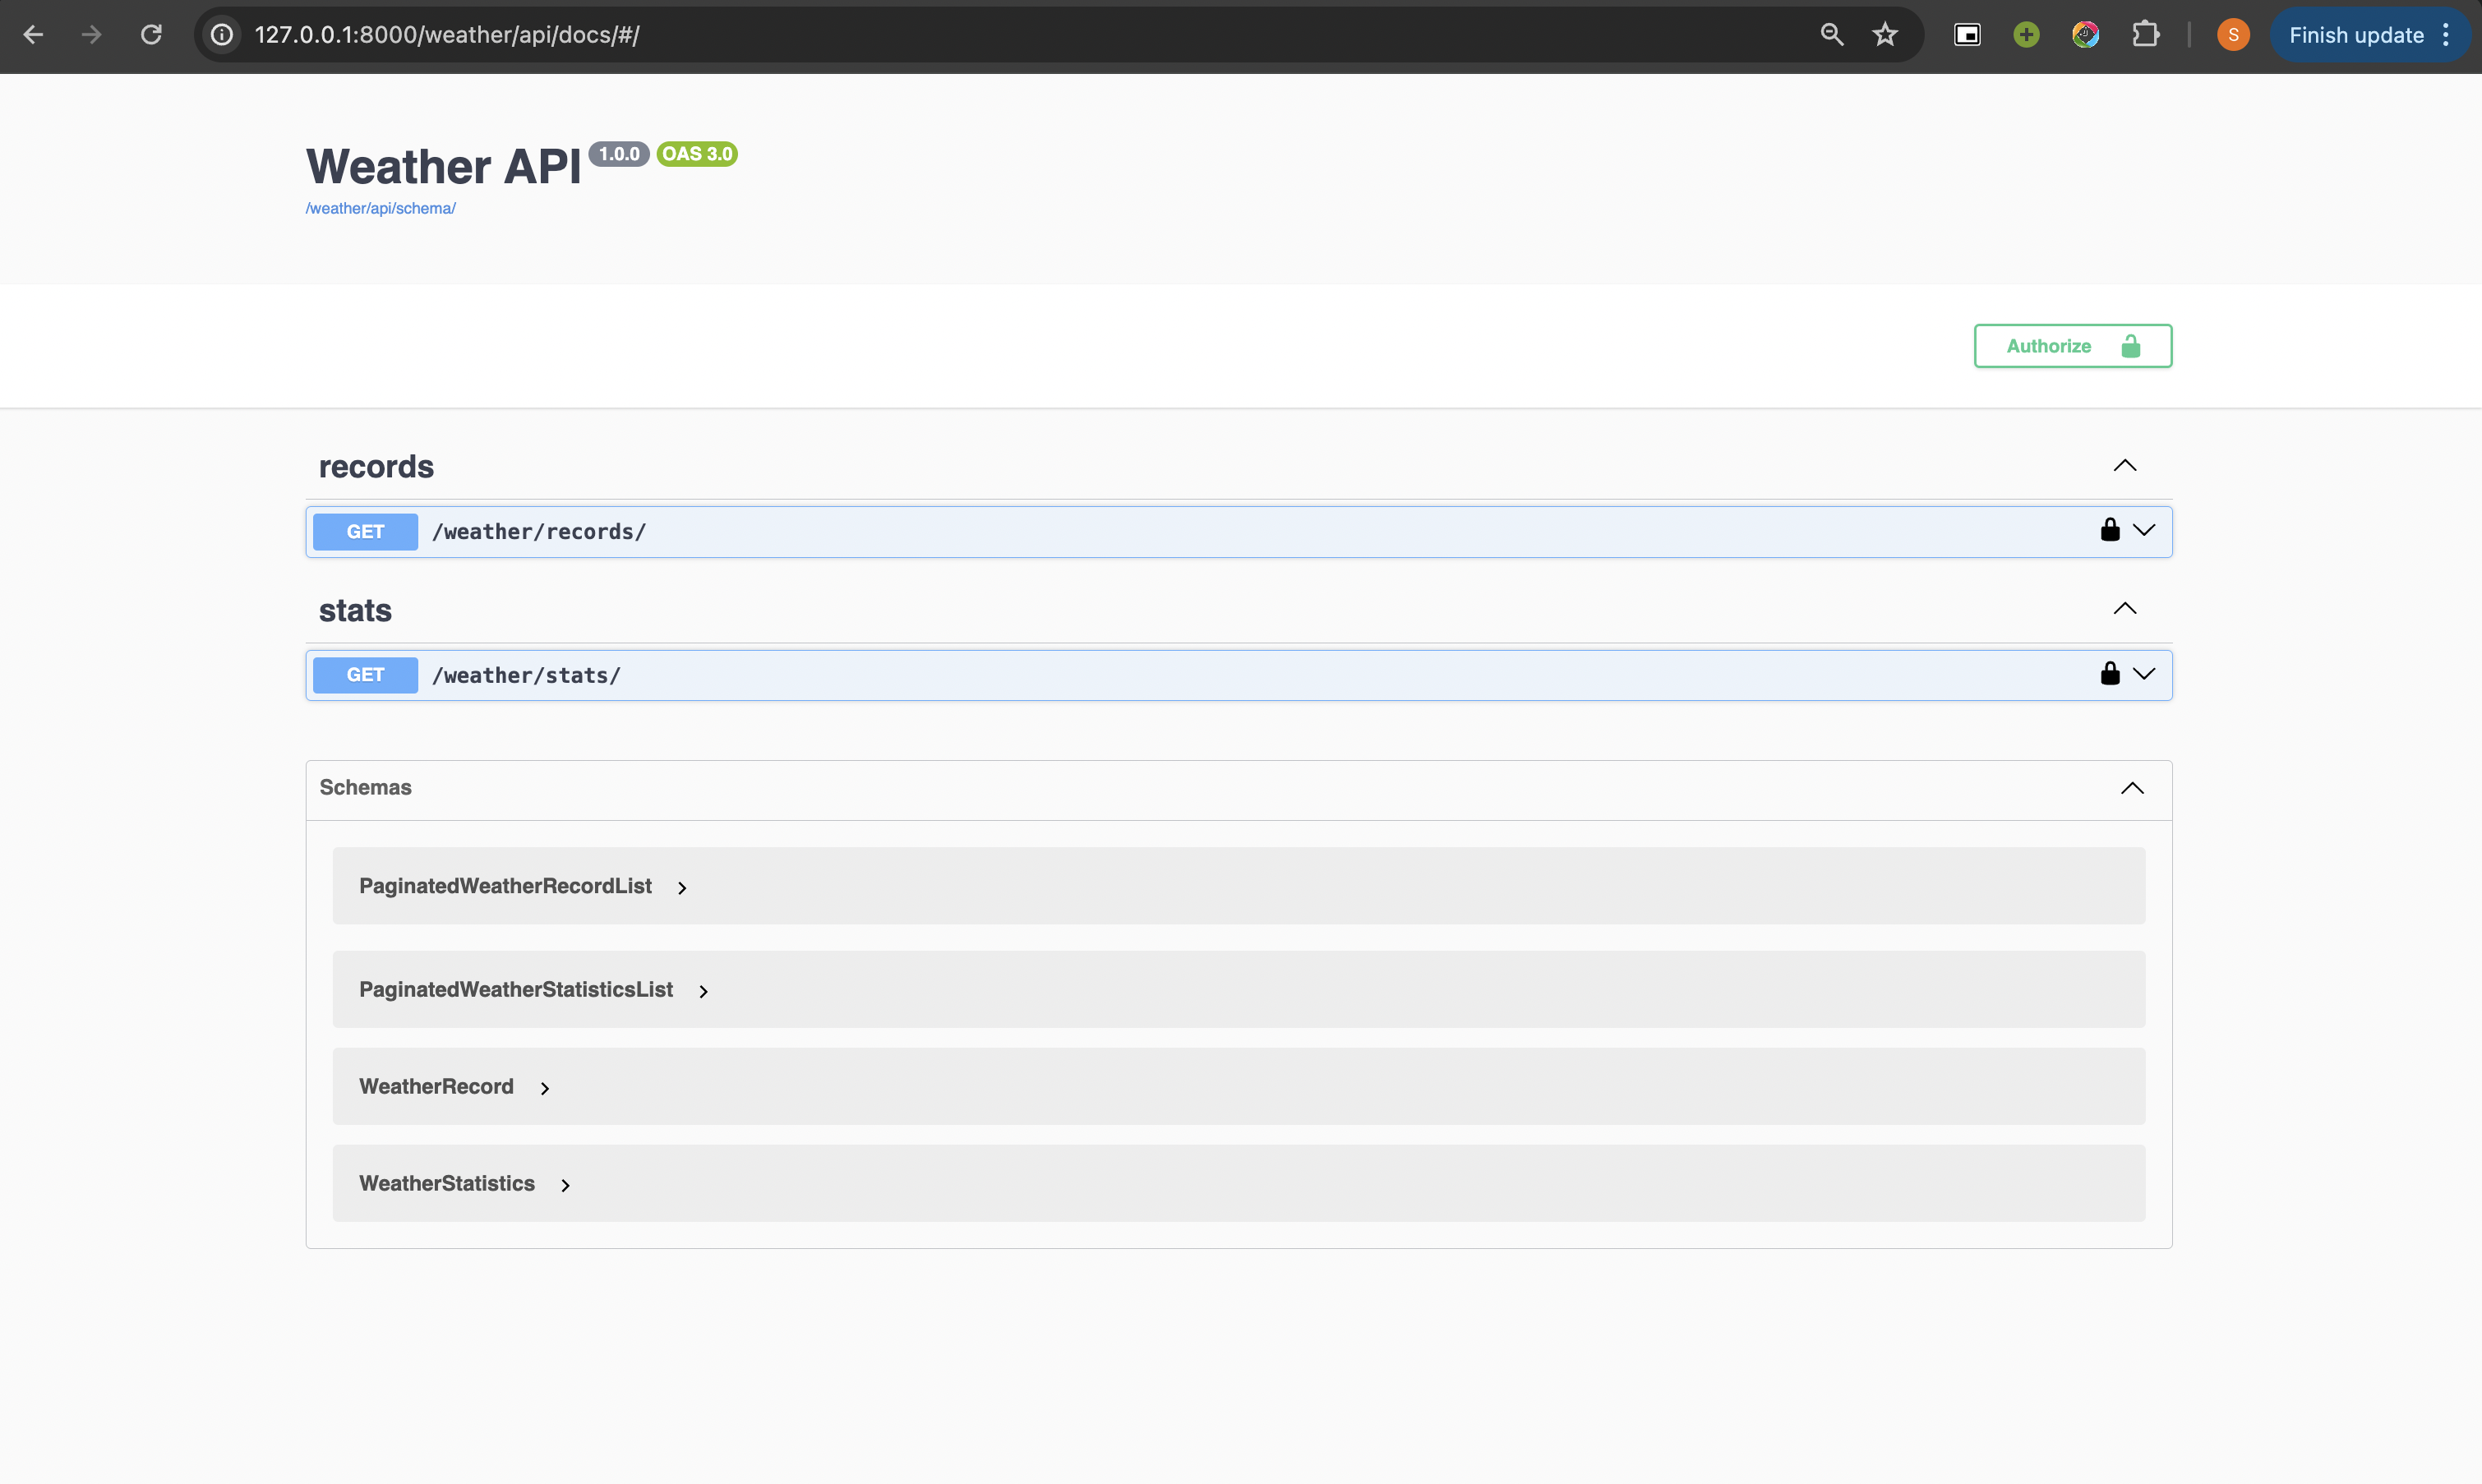 127.0.0.1:8000/weather/api/docs/#/
S
Finish update
Weather API 1.0.0 OAS 3.0
/weather/api/schema/
Authorize
records
GET /weather/records/
stats
GET /weather/stats/
Schemas
PaginatedWeatherRecordList
PaginatedWeatherStatisticsList
WeatherRecord
WeatherStatistics